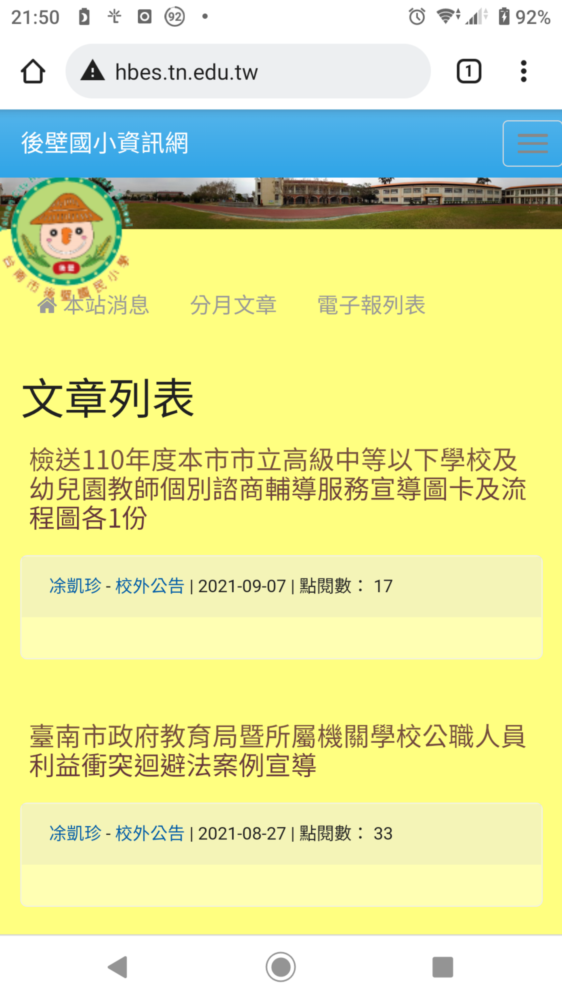 21:50
92
92%
hbes.tn.edu.tw
1
後壁國小資訊網
後壁
台南市後壁國民小學
本站消息 分月文章 電子報列表
文章列表
檢送110年度本市市立高級中等以下學校及
幼兒園教師個別諮商輔導服務宣導圖卡及流
程圖各1份
凃凱珍 - 校外公告 | 2021-09-07 | 點閱數： 17
臺南市政府教育局暨所屬機關學校公職人員
利益衝突迴避法案例宣導
凃凱珍 - 校外公告 | 2021-08-27 | 點閱數： 33